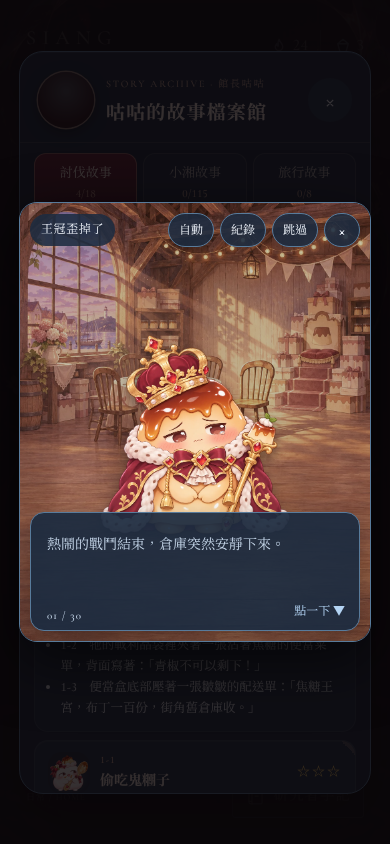 STORY ARCHIVE 館長咕咕
咕咕的故事檔案館
×
討伐故事
小湘故事
旅行故事
4/18
0/115
0/8
王冠歪掉了
自動
紀錄
跳過
×
熱鬧的戰鬥結束，倉庫突然安靜下來。
01 / 30
點一下▼
單，背面寫著：「青椒不可以剩下！」
1-3 便當盒底部壓著一張皺皺的配送單：「焦糖王
宮，布丁一百份，街角舊倉庫收。」
1-1
偷吃鬼糰子
☆☆☆